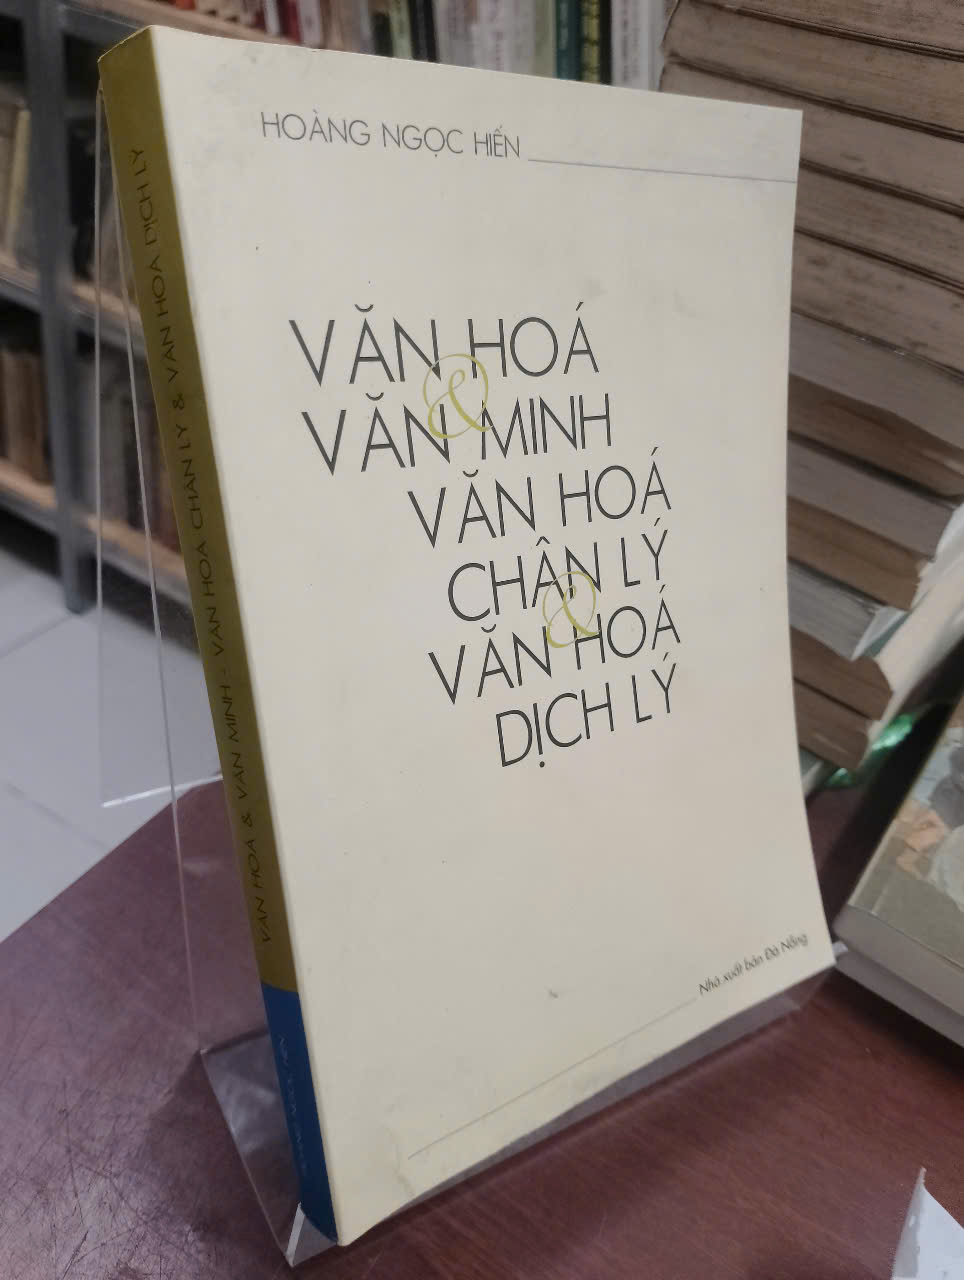 HOÀNG NGỌC HIẾN
VĂN HOÁ
&
VĂN MINH
VĂN HOÁ
CHÂN LÝ
&
VĂN HOÁ
DỊCH LÝ
Nhà xuất bản Đà Nẵng
VĂN HOÁ & VĂN MINH - VĂN HOÁ CHÂN LÝ & VĂN HOÁ DỊCH LÝ